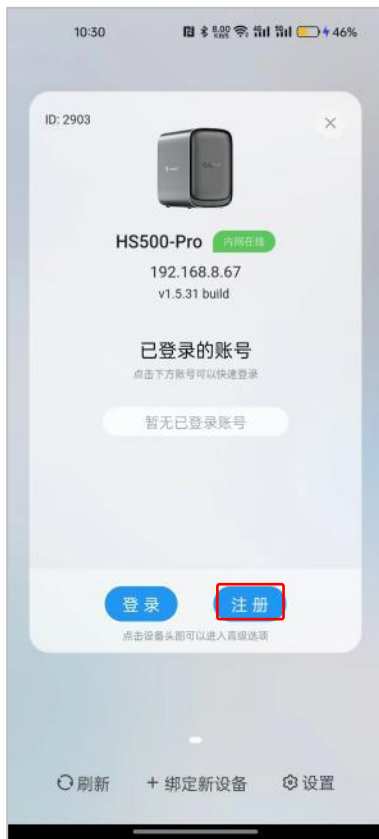 10:30 8.00 KB/S 46%
ID: 2903
HS500-Pro 内网在线
192.168.8.67
v1.5.31 build
已登录的账号
点击下方账号可以快速登录
暂无已登录账号
登录 注册
点击设备头图可以进入高级选项
刷新 + 绑定新设备 设置